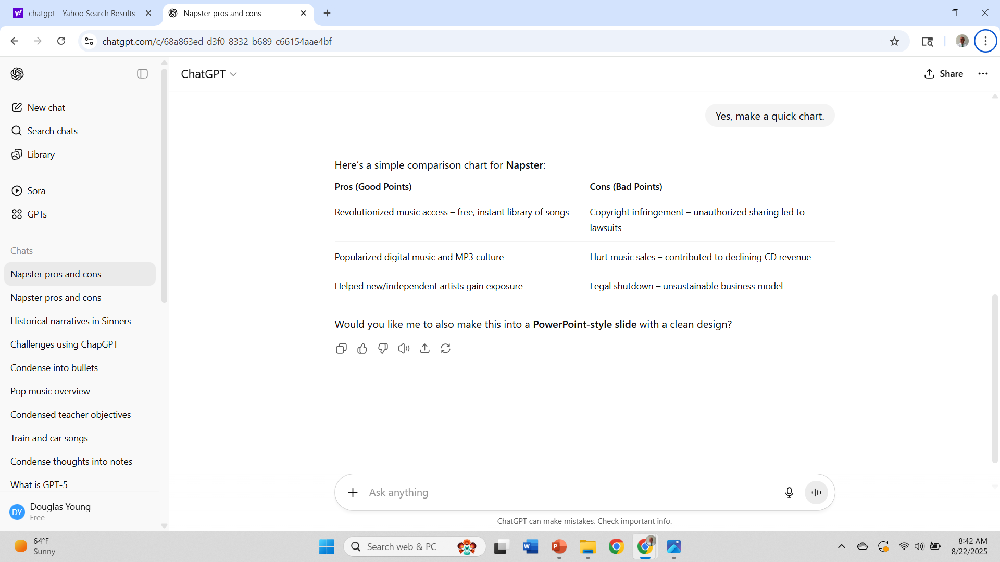 chatgpt - Yahoo Search Results
Napster pros and cons
chatgpt.com/c/68a863ed-d3f0-8332-b689-c66154aae4bf
ChatGPT
Share
New chat
Search chats
Library
Sora
GPTs
Chats
Napster pros and cons
Napster pros and cons
Historical narratives in Sinners
Challenges using ChapGPT
Condense into bullets
Pop music overview
Condensed teacher objectives
Train and car songs
Condense thoughts into notes
What is GPT-5
DY
Douglas Young
Free
Yes, make a quick chart.
Here's a simple comparison chart for Napster:
Pros (Good Points) Cons (Bad Points)
Revolutionized music access – free, instant library of songs Copyright infringement – unauthorized sharing led to
lawsuits
Popularized digital music and MP3 culture Hurt music sales – contributed to declining CD revenue
Helped new/independent artists gain exposure Legal shutdown – unsustainable business model
Would you like me to also make this into a PowerPoint-style slide with a clean design?
Ask anything
ChatGPT can make mistakes. Check important info.
64°F
Sunny
Search web & PC
8:42 AM
8/22/2025